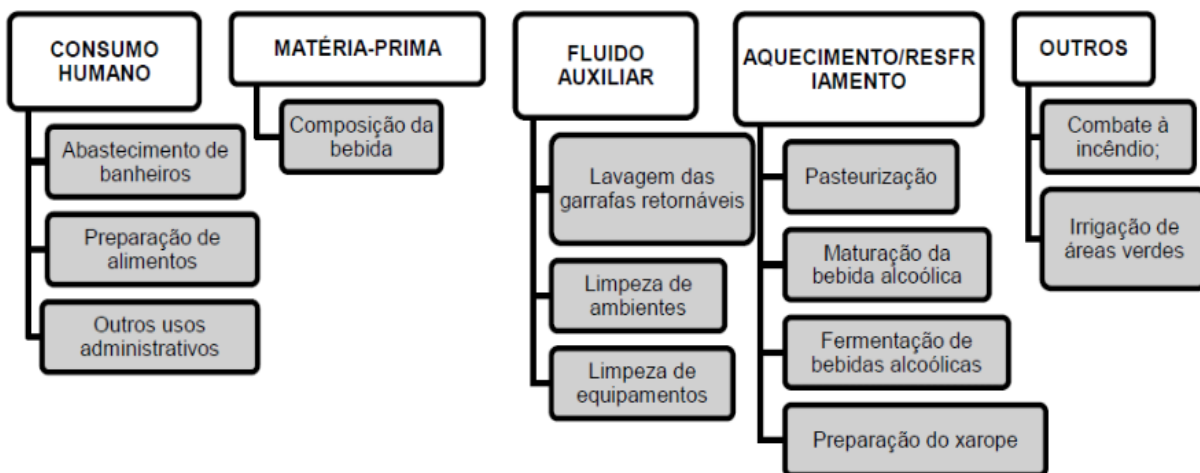 CONSUMO
HUMANO
Abastecimento de
banheiros
Preparação de
alimentos
Outros usos
administrativos
MATÉRIA-PRIMA
Composição da
bebida
FLUIDO
AUXILIAR
Lavagem das
garrafas retornáveis
Limpeza de
ambientes
Limpeza de
equipamentos
AQUECIMENTO/RESFR
IAMENTO
Pasteurização
Maturação da
bebida alcoólica
Fermentação de
bebidas alcoólicas
Preparação do xarope
OUTROS
Combate à
incêndio;
Irrigação de
áreas verdes